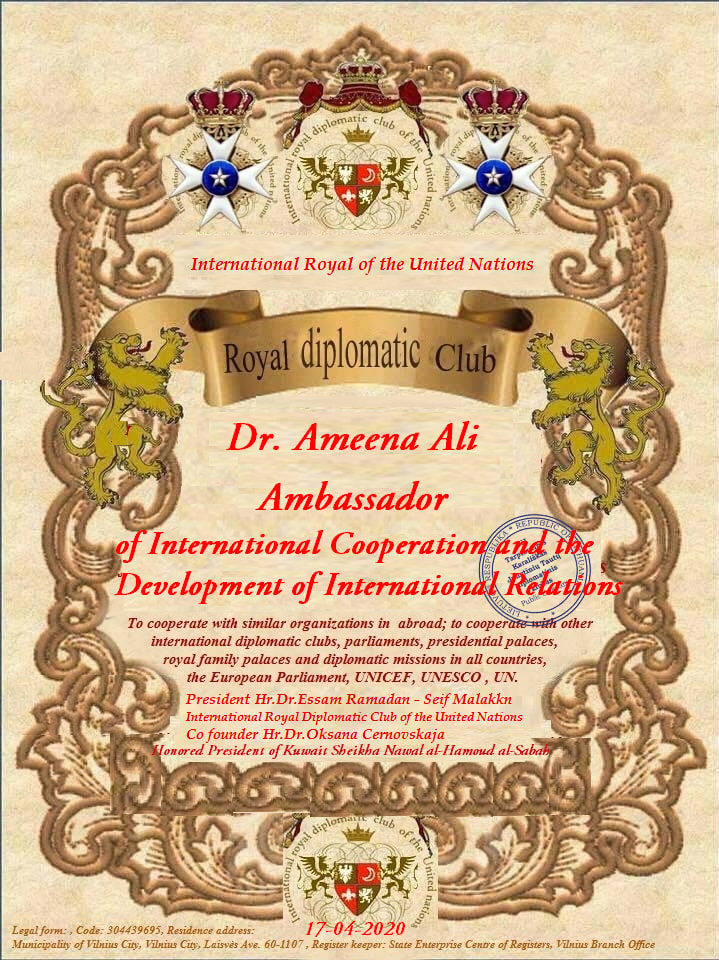 International royal diplomatic club of the United nations
International Royal of the United Nations
Royal diplomatic Club
Dr. Ameena Ali
Ambassador
of International Cooperation and the
Development of International Relations
LIETUVOS RESPUBLIKA * REPUBLIC OF LITHUANIA
To cooperate with similar organizations in abroad; to cooperate with other
international diplomatic clubs, parliaments, presidential palaces,
royal family palaces and diplomatic missions in all countries,
the European Parliament, UNICEF, UNESCO , UN.
President Hr.Dr.Essam Ramadan - Seif Malakkn
International Royal Diplomatic Club of the United Nations
Co founder Hr.Dr.Oksana Cernovskaja
Honored President of Kuwait Sheikha Nawal al-Hamoud al-Sabah
International royal diplomatic club of the United nations
17-04-2020
Legal form: , Code: 304439695, Residence address:
Municipality of Vilnius City, Vilnius City, Laisvės Ave. 60-1107 , Register keeper: State Enterprise Centre of Registers, Vilnius Branch Office